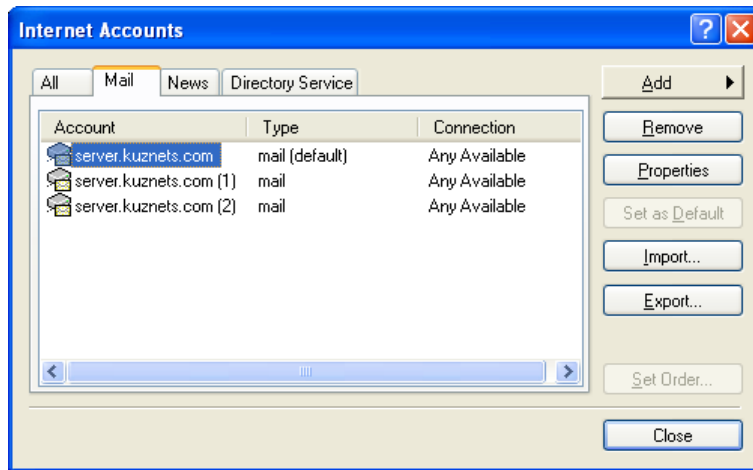 Internet Accounts
All Mail News Directory Service
Add
Remove
Properties
Set as Default
Import...
Export...
Set Order...
Close
Account Type Connection
server.kuznets.com mail (default) Any Available
server.kuznets.com (1) mail Any Available
server.kuznets.com (2) mail Any Available